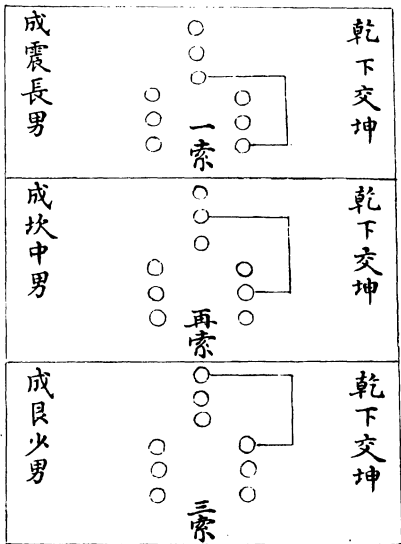 乾下交坤
一索
成震長男
乾下交坤
再索
成坎中男
乾下交坤
三索
成艮少男